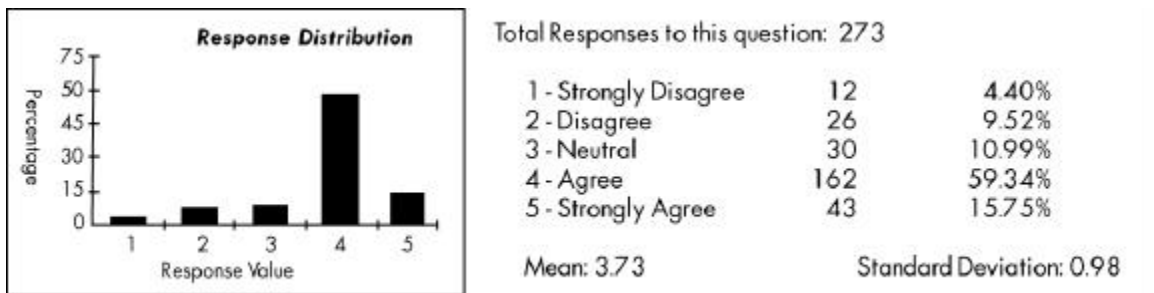 Response Distribution
75
50
45
30
15
0
Percentage
1 2 3 4 5
Response Value
Total Responses to this question: 273
1 - Strongly Disagree 12 4.40%
2 - Disagree 26 9.52%
3 - Neutral 30 10.99%
4 - Agree 162 59.34%
5 - Strongly Agree 43 15.75%
Mean: 3.73 Standard Deviation: 0.98